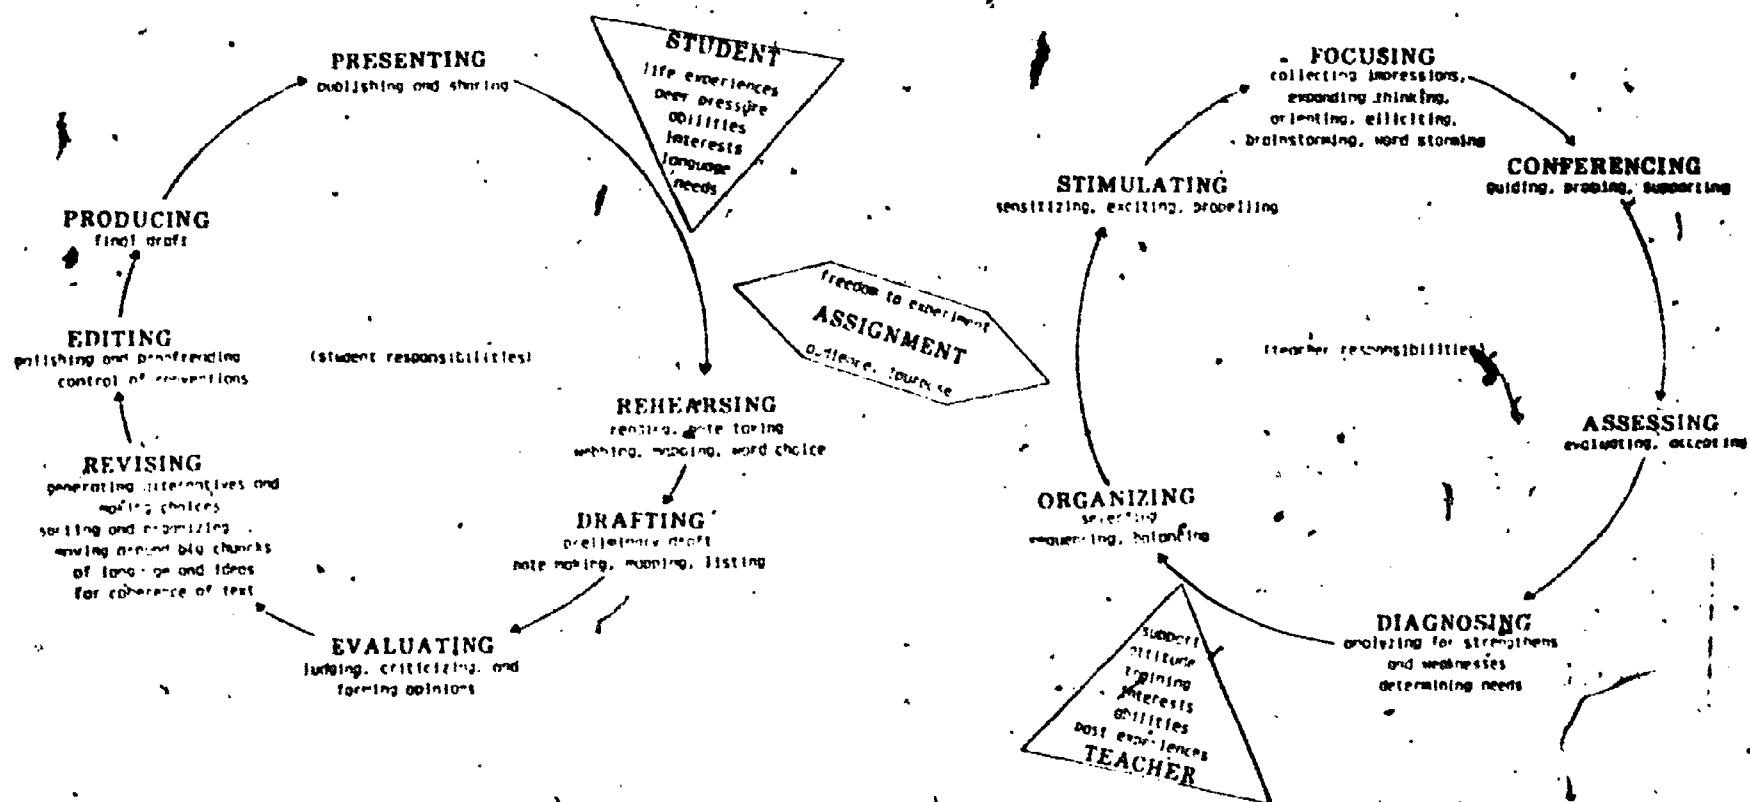 PRESENTING
publishing and sharing
STUDENT
life experiences
peer pressure
abilities
interests
language
needs
PRODUCING
final draft
EDITING
polishing and proofreading
control of conventions
(student responsibilities)
REVISING
generating alternatives and
making choices
sorting and organizing
moving around big chuncks
of language and ideas
for coherence of text
EVALUATING
judging, criticizing, and
forming opinions
REHEARSING
reading, note taking
webbing, mapping, word choice
DRAFTING
preliminary draft
note making, mapping, listing
freedom to experiment
ASSIGNMENT
audience, purpose
FOCUSING
collecting impressions,
expanding thinking,
orienting, eliciting,
brainstorming, word storming
CONFERENCING
guiding, probing, supporting
STIMULATING
sensitizing, exciting, propelling
(teacher responsibilities)
ASSESSING
evaluating, accepting
ORGANIZING
selecting
sequencing, balancing
DIAGNOSING
analyzing for strengthens
and weaknesses
determining needs
support
attitude
training
interests
abilities
past experiences
TEACHER